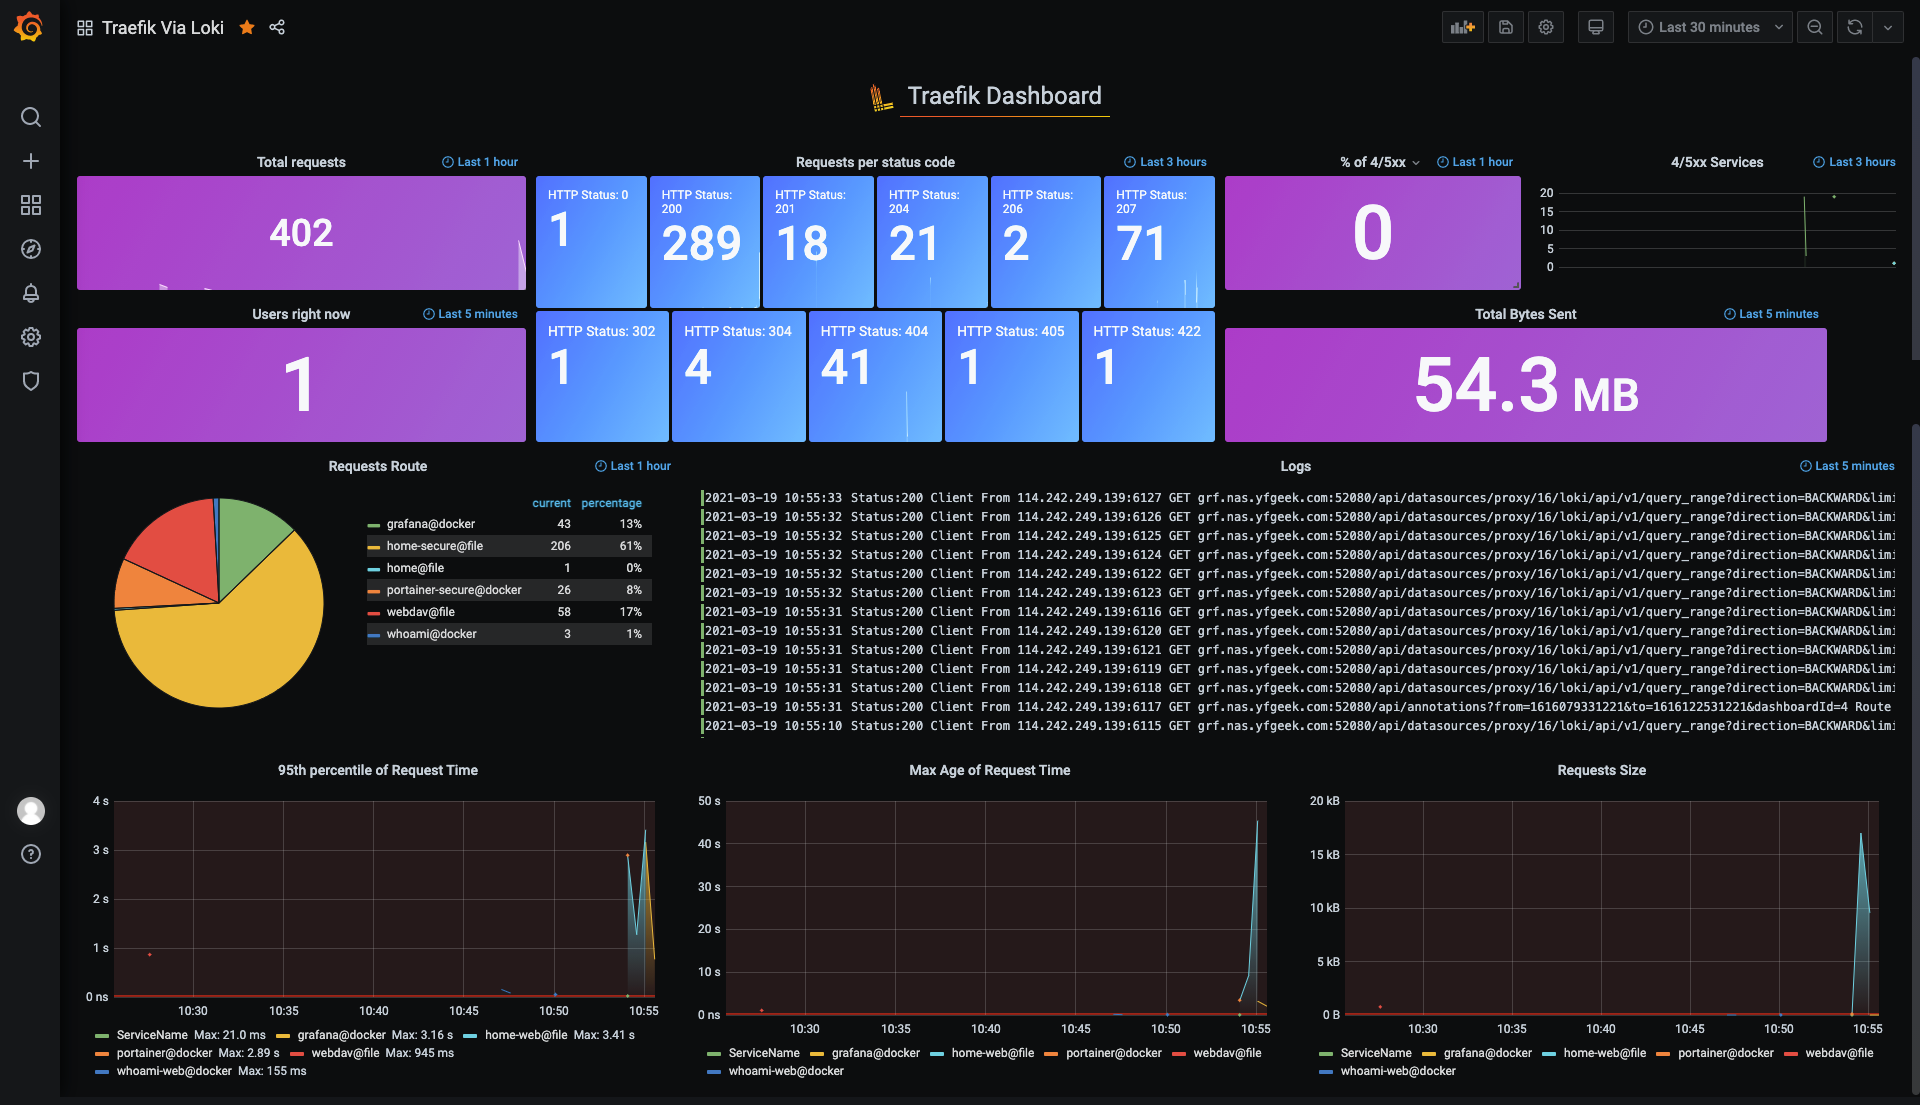 Traefik Via Loki
Last 30 minutes
Traefik Dashboard
Total requests
Last 1 hour
402
Users right now
Last 5 minutes
1
Requests per status code
Last 3 hours
HTTP Status: 0
1
HTTP Status: 200
289
HTTP Status: 201
18
HTTP Status: 204
21
HTTP Status: 206
2
HTTP Status: 207
71
HTTP Status: 302
1
HTTP Status: 304
4
HTTP Status: 404
41
HTTP Status: 405
1
HTTP Status: 422
1
% of 4/5xx
Last 1 hour
0
4/5xx Services
Last 3 hours
20
15
10
5
0
Total Bytes Sent
Last 5 minutes
54.3 MB
Requests Route
Last 1 hour
current percentage
grafana@docker 43 13%
home-secure@file 206 61%
home@file 1 0%
portainer-secure@docker 26 8%
webdav@file 58 17%
whoami@docker 3 1%
Logs
Last 5 minutes
2021-03-19 10:55:33 Status:200 Client From 114.242.249.139:6127 GET grf.nas.yfgeek.com:52080/api/datasources/proxy/16/loki/api/v1/query_range?direction=BACKWARD&limi
2021-03-19 10:55:32 Status:200 Client From 114.242.249.139:6126 GET grf.nas.yfgeek.com:52080/api/datasources/proxy/16/loki/api/v1/query_range?direction=BACKWARD&limi
2021-03-19 10:55:32 Status:200 Client From 114.242.249.139:6125 GET grf.nas.yfgeek.com:52080/api/datasources/proxy/16/loki/api/v1/query_range?direction=BACKWARD&limi
2021-03-19 10:55:32 Status:200 Client From 114.242.249.139:6124 GET grf.nas.yfgeek.com:52080/api/datasources/proxy/16/loki/api/v1/query_range?direction=BACKWARD&limi
2021-03-19 10:55:32 Status:200 Client From 114.242.249.139:6122 GET grf.nas.yfgeek.com:52080/api/datasources/proxy/16/loki/api/v1/query_range?direction=BACKWARD&limi
2021-03-19 10:55:32 Status:200 Client From 114.242.249.139:6123 GET grf.nas.yfgeek.com:52080/api/datasources/proxy/16/loki/api/v1/query_range?direction=BACKWARD&limi
2021-03-19 10:55:31 Status:200 Client From 114.242.249.139:6116 GET grf.nas.yfgeek.com:52080/api/datasources/proxy/16/loki/api/v1/query_range?direction=BACKWARD&limi
2021-03-19 10:55:31 Status:200 Client From 114.242.249.139:6120 GET grf.nas.yfgeek.com:52080/api/datasources/proxy/16/loki/api/v1/query_range?direction=BACKWARD&limi
2021-03-19 10:55:31 Status:200 Client From 114.242.249.139:6121 GET grf.nas.yfgeek.com:52080/api/datasources/proxy/16/loki/api/v1/query_range?direction=BACKWARD&limi
2021-03-19 10:55:31 Status:200 Client From 114.242.249.139:6119 GET grf.nas.yfgeek.com:52080/api/datasources/proxy/16/loki/api/v1/query_range?direction=BACKWARD&limi
2021-03-19 10:55:31 Status:200 Client From 114.242.249.139:6118 GET grf.nas.yfgeek.com:52080/api/datasources/proxy/16/loki/api/v1/query_range?direction=BACKWARD&limi
2021-03-19 10:55:31 Status:200 Client From 114.242.249.139:6117 GET grf.nas.yfgeek.com:52080/api/annotations?from=1616079331221&to=1616122531221&dashboardId=4 Route
2021-03-19 10:55:10 Status:200 Client From 114.242.249.139:6115 GET grf.nas.yfgeek.com:52080/api/datasources/proxy/16/loki/api/v1/query_range?direction=BACKWARD&limi
95th percentile of Request Time
4 s
3 s
2 s
1 s
0 ns
10:30 10:35 10:40 10:45 10:50 10:55
ServiceName Max: 21.0 ms grafana@docker Max: 3.16 s home-web@file Max: 3.41 s
portainer@docker Max: 2.89 s webdav@file Max: 945 ms
whoami-web@docker Max: 155 ms
Max Age of Request Time
50 s
40 s
30 s
20 s
10 s
0 ns
10:30 10:35 10:40 10:45 10:50 10:55
ServiceName grafana@docker home-web@file portainer@docker webdav@file
whoami-web@docker
Requests Size
20 kB
15 kB
10 kB
5 kB
0 B
10:30 10:35 10:40 10:45 10:50 10:55
ServiceName grafana@docker home-web@file portainer@docker webdav@file
whoami-web@docker